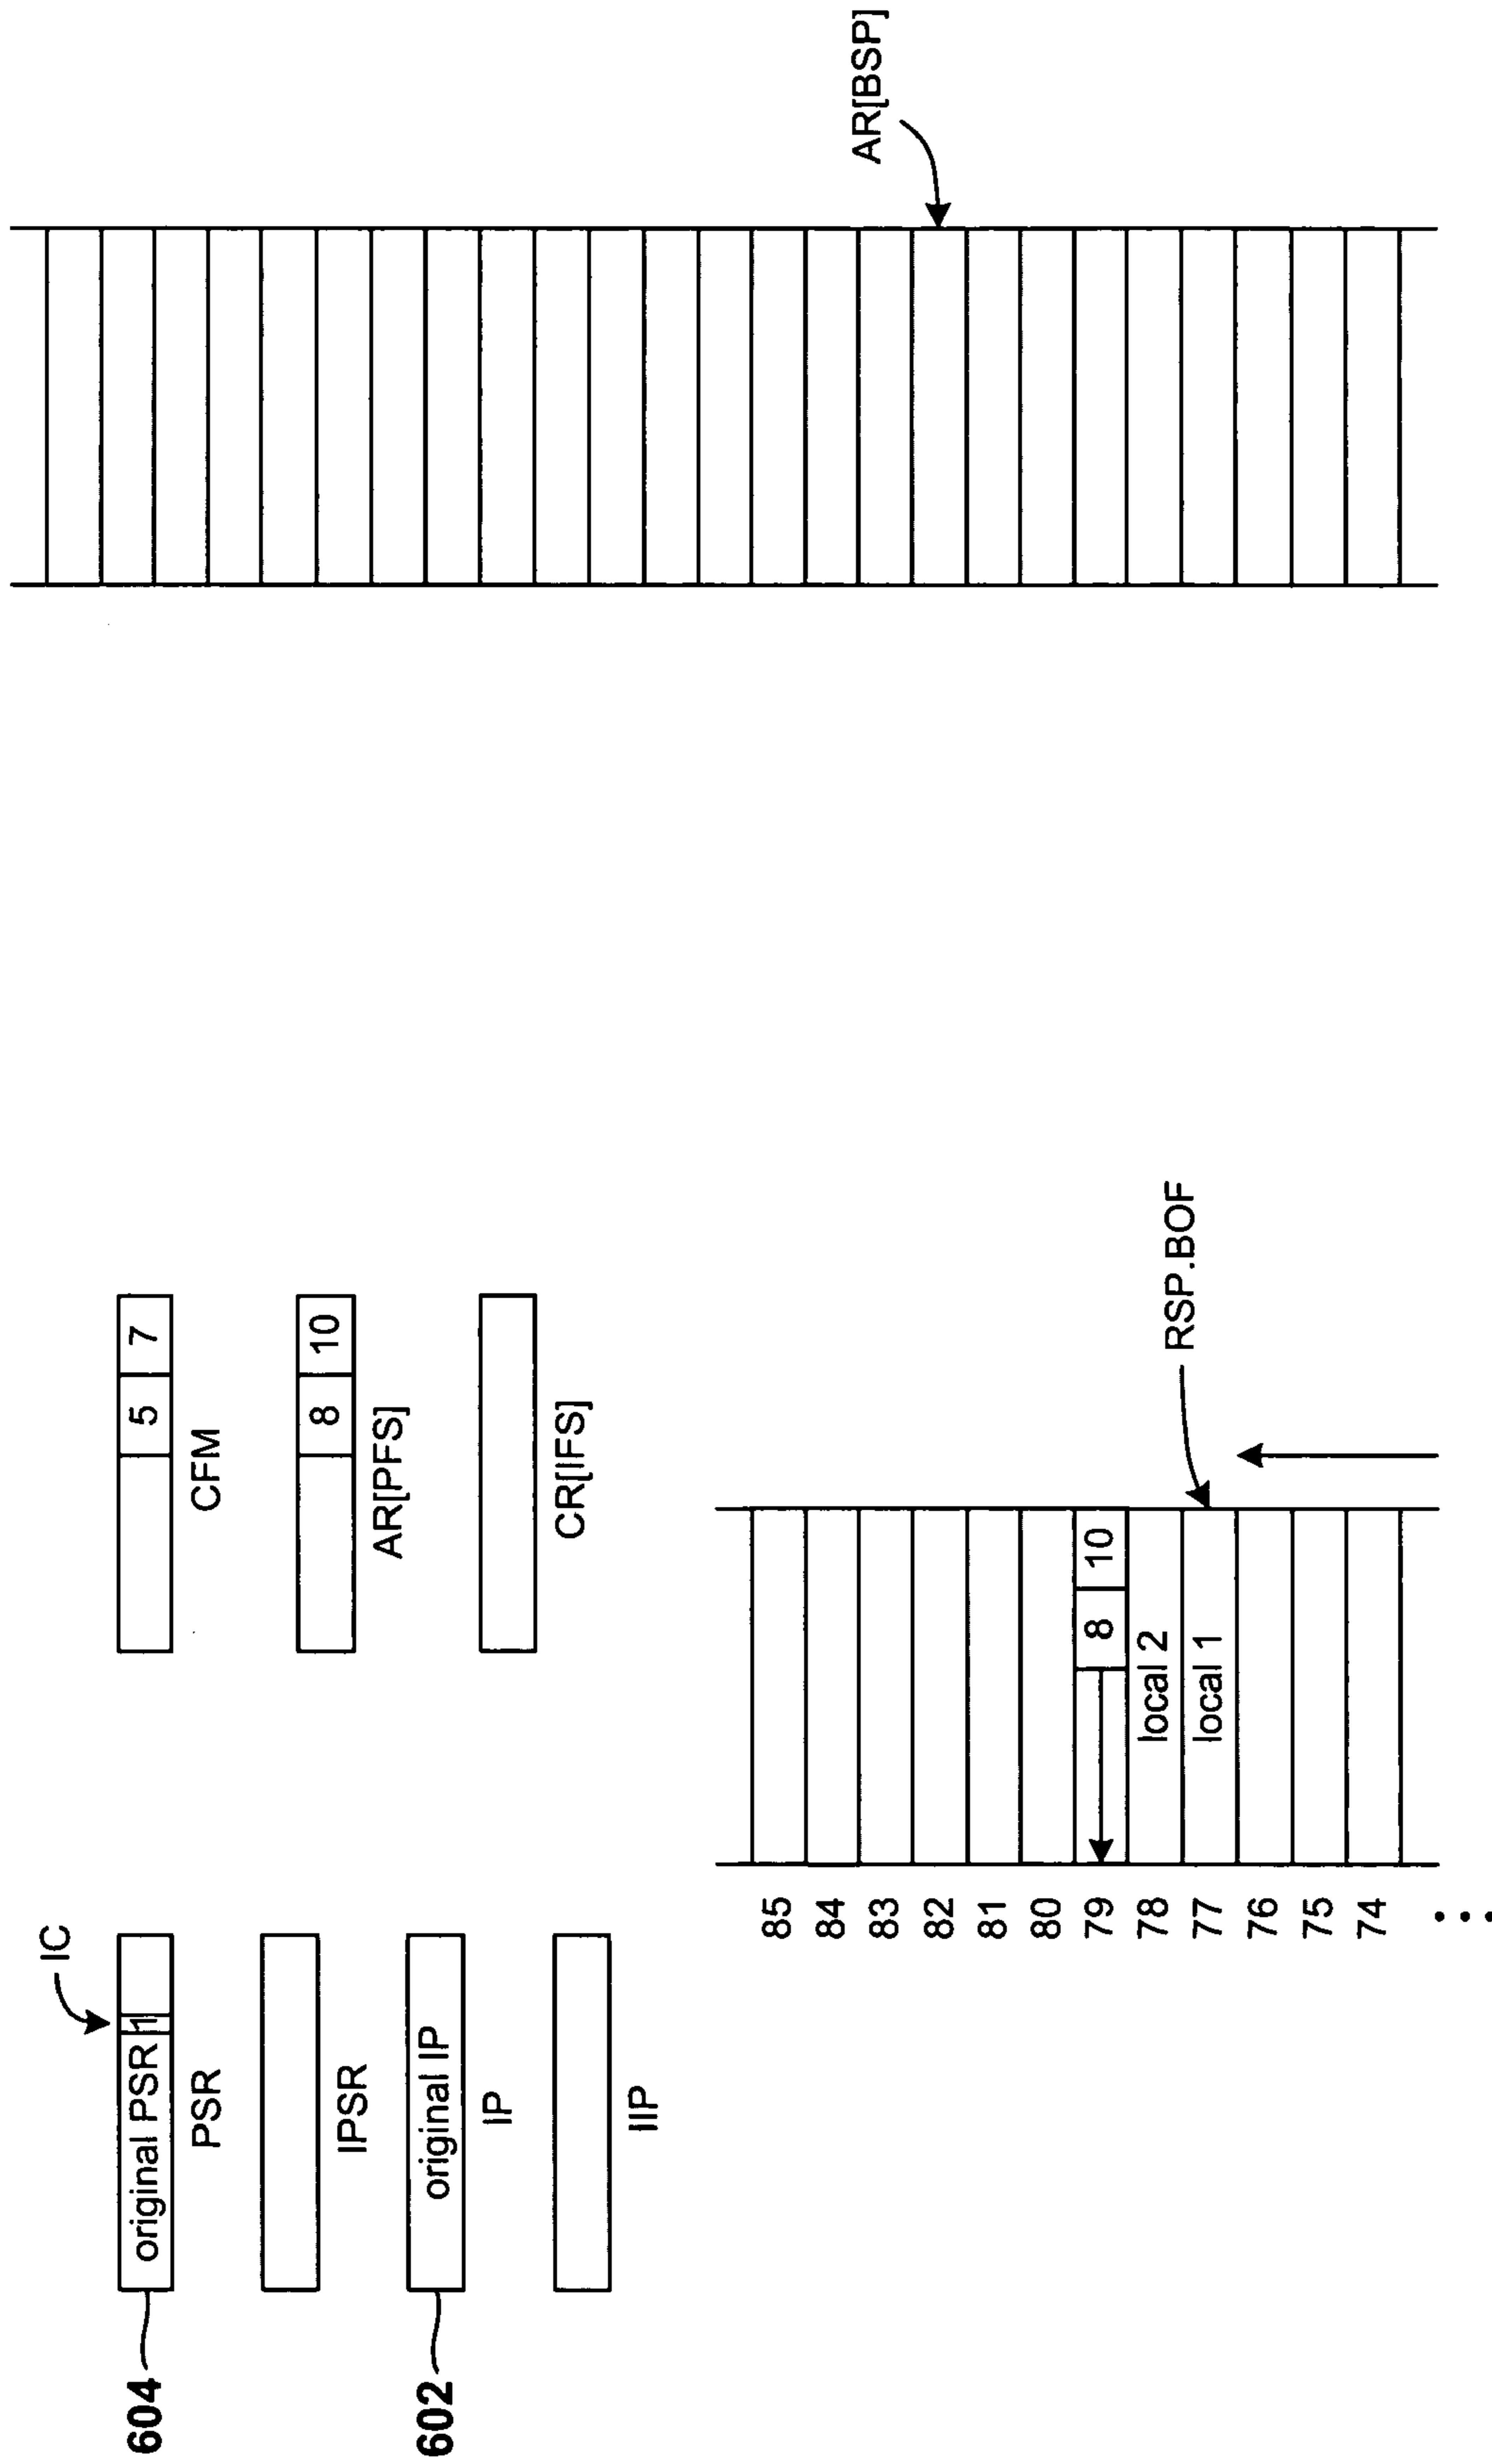 IC
604
original PSR
1
PSR
IPSR
602
original IP
IP
IIP
5
7
CFM
8
10
AR[PFS]
CR[IFS]
85
84
83
82
81
80
79
8
10
78
local 2
77
local 1
76
75
74
RSP.BOF
AR[BSP]